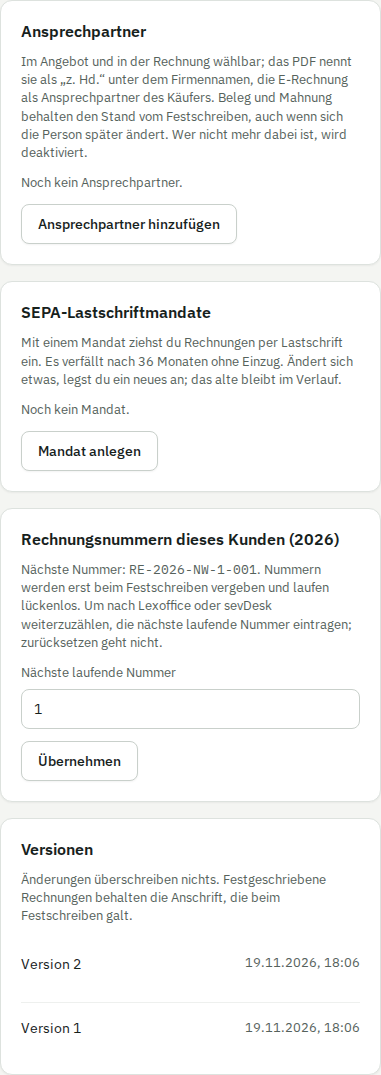 Ansprechpartner
Im Angebot und in der Rechnung wählbar; das PDF nennt
sie als „z. Hd.“ unter dem Firmennamen, die E-Rechnung
als Ansprechpartner des Käufers. Beleg und Mahnung
behalten den Stand vom Festschreiben, auch wenn sich
die Person später ändert. Wer nicht mehr dabei ist, wird
deaktiviert.
Noch kein Ansprechpartner.
Ansprechpartner hinzufügen
SEPA-Lastschriftmandate
Mit einem Mandat ziehst du Rechnungen per Lastschrift
ein. Es verfällt nach 36 Monaten ohne Einzug. Ändert sich
etwas, legst du ein neues an; das alte bleibt im Verlauf.
Noch kein Mandat.
Mandat anlegen
Rechnungsnummern dieses Kunden (2026)
Nächste Nummer: RE-2026-NW-1-001. Nummern
werden erst beim Festschreiben vergeben und laufen
lückenlos. Um nach Lexoffice oder sevDesk
weiterzuzählen, die nächste laufende Nummer eintragen;
zurücksetzen geht nicht.
Nächste laufende Nummer
1
Übernehmen
Versionen
Änderungen überschreiben nichts. Festgeschriebene
Rechnungen behalten die Anschrift, die beim
Festschreiben galt.
Version 2 19.11.2026, 18:06
Version 1 19.11.2026, 18:06